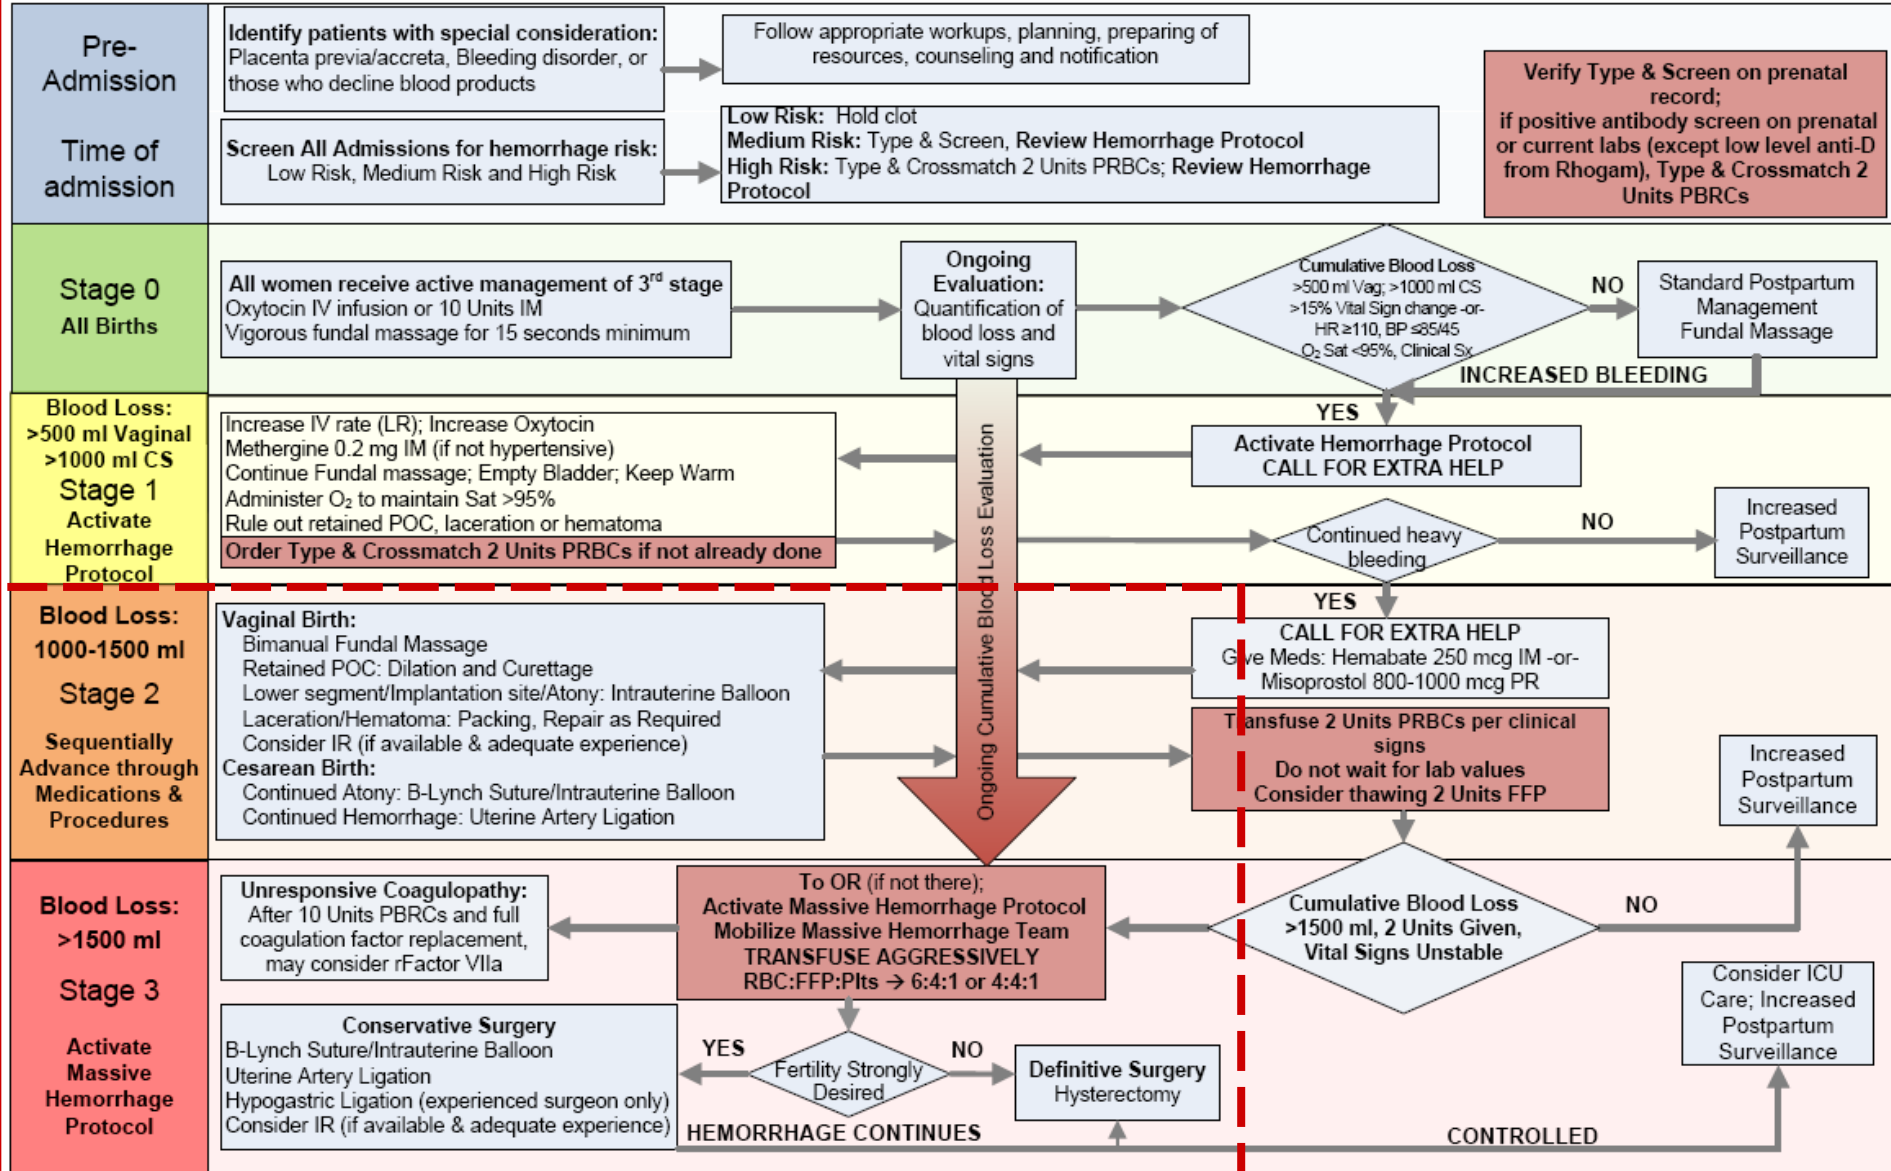 Pre-
Admission
Time of
admission
Identify patients with special consideration:
Placenta previa/accreta, Bleeding disorder, or
those who decline blood products
Follow appropriate workups, planning, preparing of
resources, counseling and notification
Screen All Admissions for hemorrhage risk:
Low Risk, Medium Risk and High Risk
Low Risk: Hold clot
Medium Risk: Type & Screen, Review Hemorrhage Protocol
High Risk: Type & Crossmatch 2 Units PRBCs; Review Hemorrhage
Protocol
Verify Type & Screen on prenatal
record;
if positive antibody screen on prenatal
or current labs (except low level anti-D
from Rhogam), Type & Crossmatch 2
Units PBRCs
Stage 0
All Births
All women receive active management of 3rd stage
Oxytocin IV infusion or 10 Units IM
Vigorous fundal massage for 15 seconds minimum
Ongoing
Evaluation:
Quantification of
blood loss and
vital signs
Cumulative Blood Loss
>500 ml Vag; >1000 ml CS
>15% Vital Sign change -or-
HR ≥110, BP ≤85/45
O₂ Sat <95%, Clinical Sx
NO
Standard Postpartum
Management
Fundal Massage
INCREASED BLEEDING
Blood Loss:
>500 ml Vaginal
>1000 ml CS
Stage 1
Activate
Hemorrhage
Protocol
Increase IV rate (LR); Increase Oxytocin
Methergine 0.2 mg IM (if not hypertensive)
Continue Fundal massage; Empty Bladder; Keep Warm
Administer O₂ to maintain Sat >95%
Rule out retained POC, laceration or hematoma
Order Type & Crossmatch 2 Units PRBCs if not already done
Ongoing Cumulative Blood Loss Evaluation
YES
Activate Hemorrhage Protocol
CALL FOR EXTRA HELP
Continued heavy
bleeding
NO
Increased
Postpartum
Surveillance
Blood Loss:
1000-1500 ml
Stage 2
Sequentially
Advance through
Medications &
Procedures
Vaginal Birth:
Bimanual Fundal Massage
Retained POC: Dilation and Curettage
Lower segment/Implantation site/Atony: Intrauterine Balloon
Laceration/Hematoma: Packing, Repair as Required
Consider IR (if available & adequate experience)
Cesarean Birth:
Continued Atony: B-Lynch Suture/Intrauterine Balloon
Continued Hemorrhage: Uterine Artery Ligation
YES
CALL FOR EXTRA HELP
Give Meds: Hemabate 250 mcg IM -or-
Misoprostol 800-1000 mcg PR
Transfuse 2 Units PRBCs per clinical
signs
Do not wait for lab values
Consider thawing 2 Units FFP
Increased
Postpartum
Surveillance
Blood Loss:
>1500 ml
Stage 3
Activate
Massive
Hemorrhage
Protocol
Unresponsive Coagulopathy:
After 10 Units PBRCs and full
coagulation factor replacement,
may consider rFactor VIIa
To OR (if not there);
Activate Massive Hemorrhage Protocol
Mobilize Massive Hemorrhage Team
TRANSFUSE AGGRESSIVELY
RBC:FFP:Plts → 6:4:1 or 4:4:1
Cumulative Blood Loss
>1500 ml, 2 Units Given,
Vital Signs Unstable
NO
Conservative Surgery
B-Lynch Suture/Intrauterine Balloon
Uterine Artery Ligation
Hypogastric Ligation (experienced surgeon only)
Consider IR (if available & adequate experience)
YES
Fertility Strongly
Desired
NO
Definitive Surgery
Hysterectomy
Consider ICU
Care; Increased
Postpartum
Surveillance
HEMORRHAGE CONTINUES
CONTROLLED